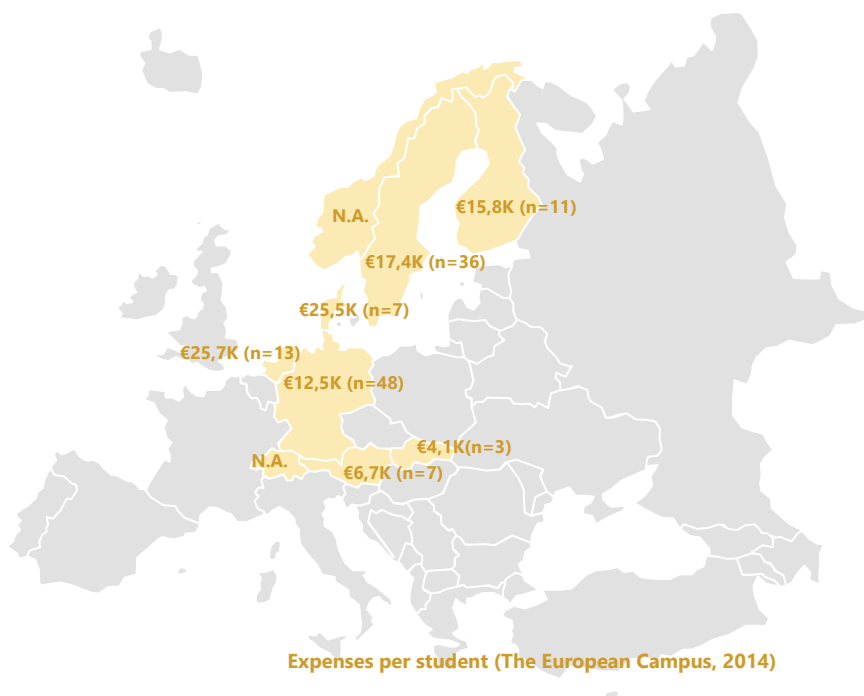 €15,8K (n=11)
N.A.
€17,4K (n=36)
€25,5K (n=7)
€25,7K (n=13)
€12,5K (n=48)
€4,1K(n=3)
N.A.
€6,7K (n=7)
Expenses per student (The European Campus, 2014)